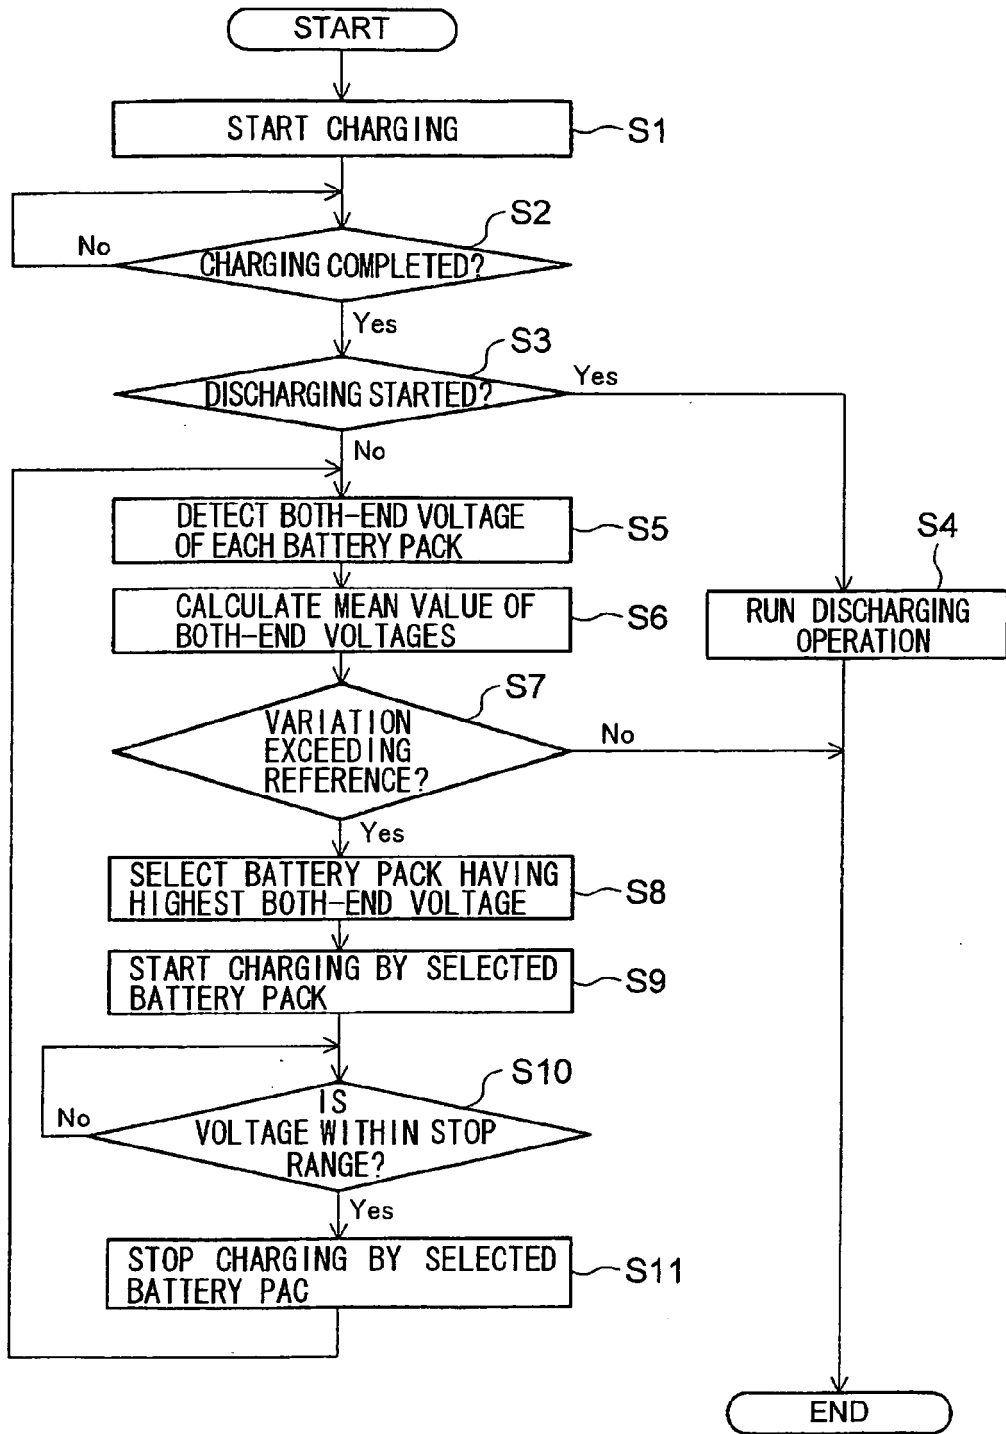 START
START CHARGING
S1
S2
No
CHARGING COMPLETED?
Yes
S3
DISCHARGING STARTED?
Yes
No
DETECT BOTH-END VOLTAGE
OF EACH BATTERY PACK
S5
S4
CALCULATE MEAN VALUE OF
BOTH-END VOLTAGES
S6
RUN DISCHARGING
OPERATION
S7
VARIATION
EXCEEDING
REFERENCE?
No
Yes
SELECT BATTERY PACK HAVING
HIGHEST BOTH-END VOLTAGE
S8
START CHARGING BY SELECTED
BATTERY PACK
S9
S10
No
IS
VOLTAGE WITHIN STOP
RANGE?
Yes
STOP CHARGING BY SELECTED
BATTERY PAC
S11
END